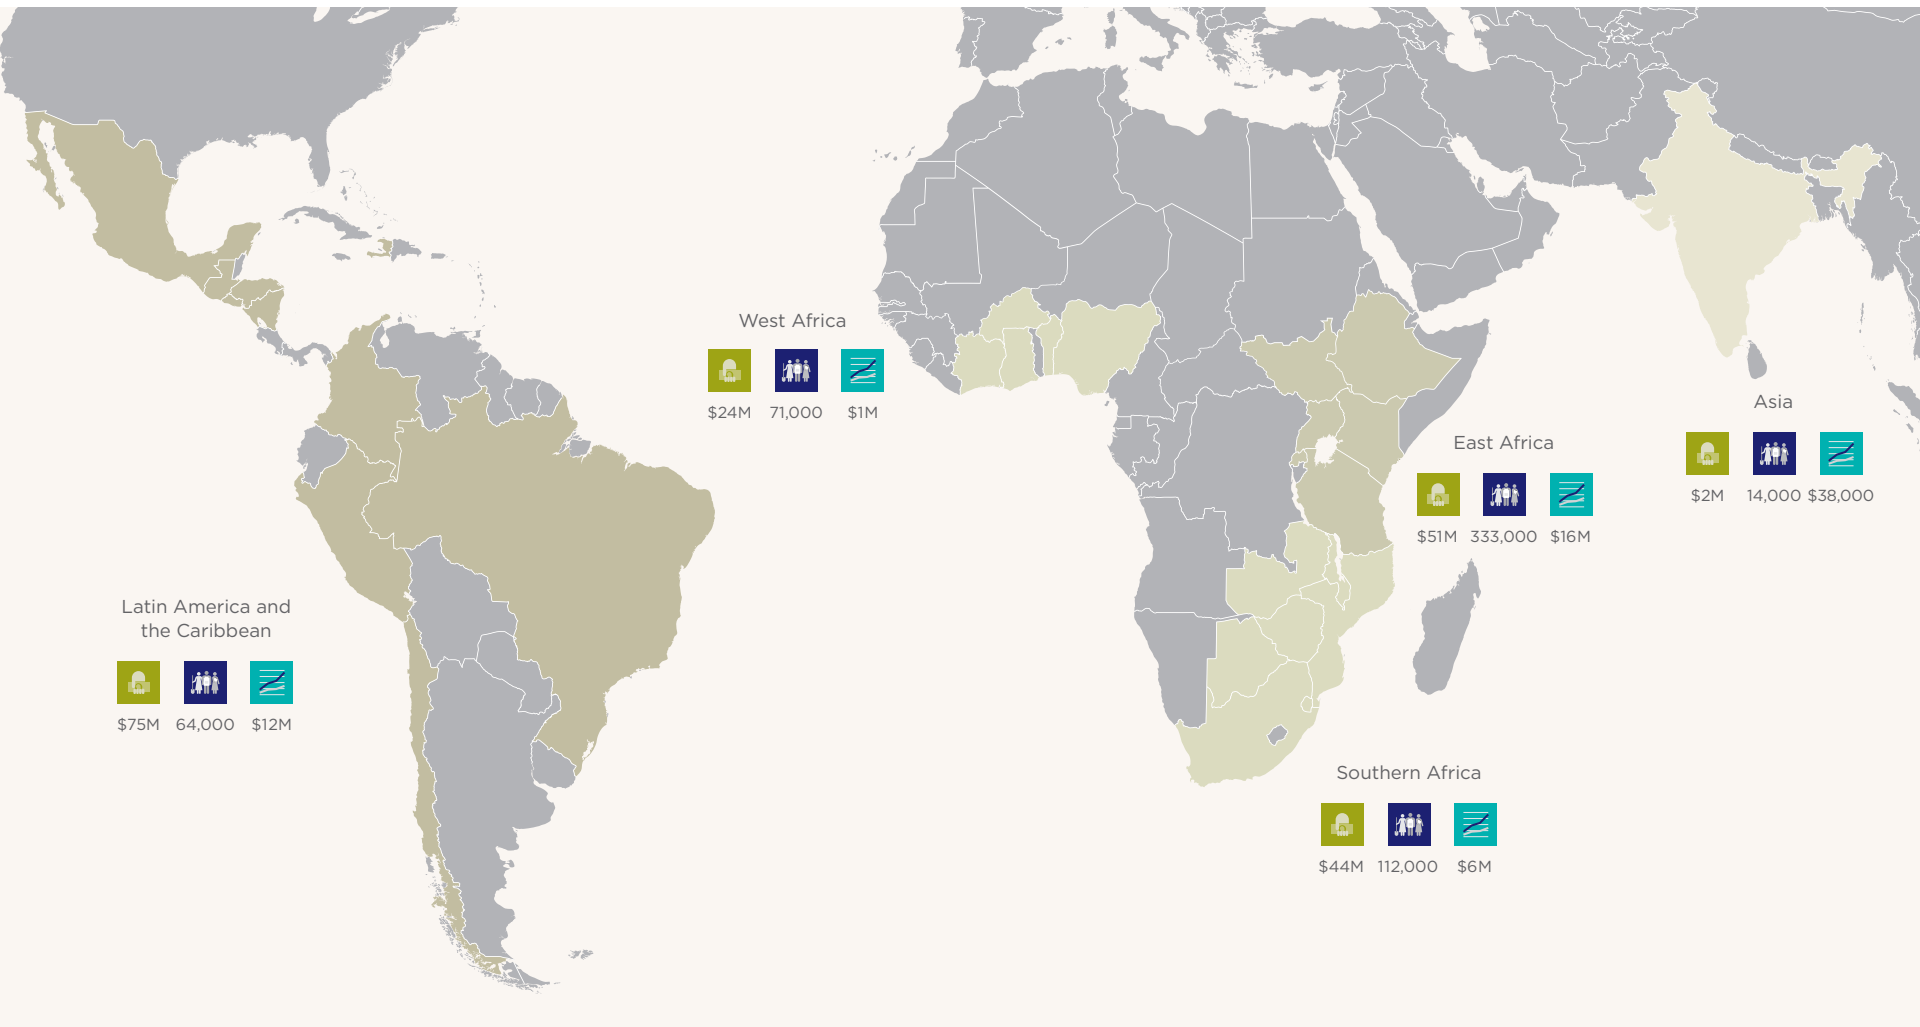 West Africa
$24M 71,000 $1M
Asia
$2M 14,000 $38,000
East Africa
$51M 333,000 $16M
Latin America and
the Caribbean
$75M 64,000 $12M
Southern Africa
$44M 112,000 $6M